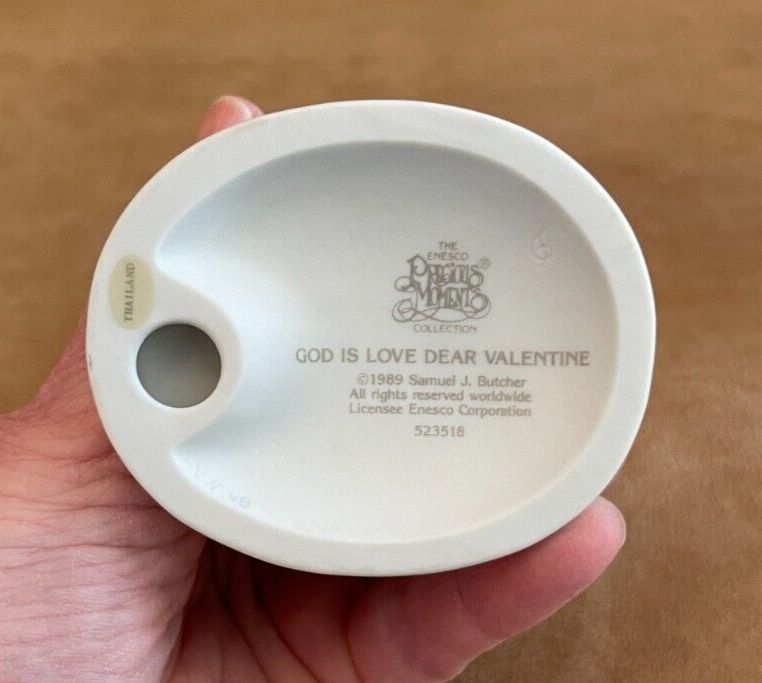 THAILAND
THE
ENESCO
PRECIOUS
MOMENTS®
COLLECTION
GOD IS LOVE DEAR VALENTINE
©1989 Samuel J. Butcher
All rights reserved worldwide
Licensee Enesco Corporation
523518